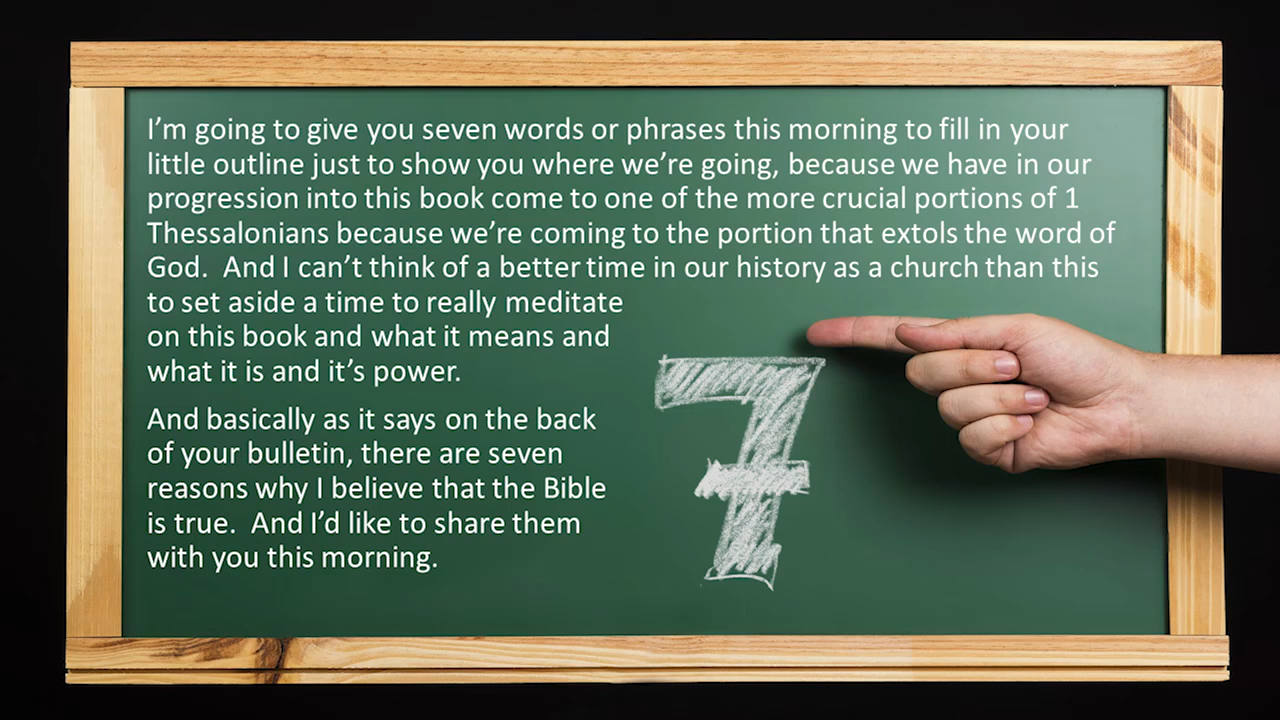 I’m going to give you seven words or phrases this morning to fill in your
little outline just to show you where we’re going, because we have in our
progression into this book come to one of the more crucial portions of 1
Thessalonians because we’re coming to the portion that extols the word of
God.  And I can’t think of a better time in our history as a church than this
to set aside a time to really meditate
on this book and what it means and
what it is and it’s power.
And basically as it says on the back
of your bulletin, there are seven
reasons why I believe that the Bible
is true.  And I’d like to share them
with you this morning.
7